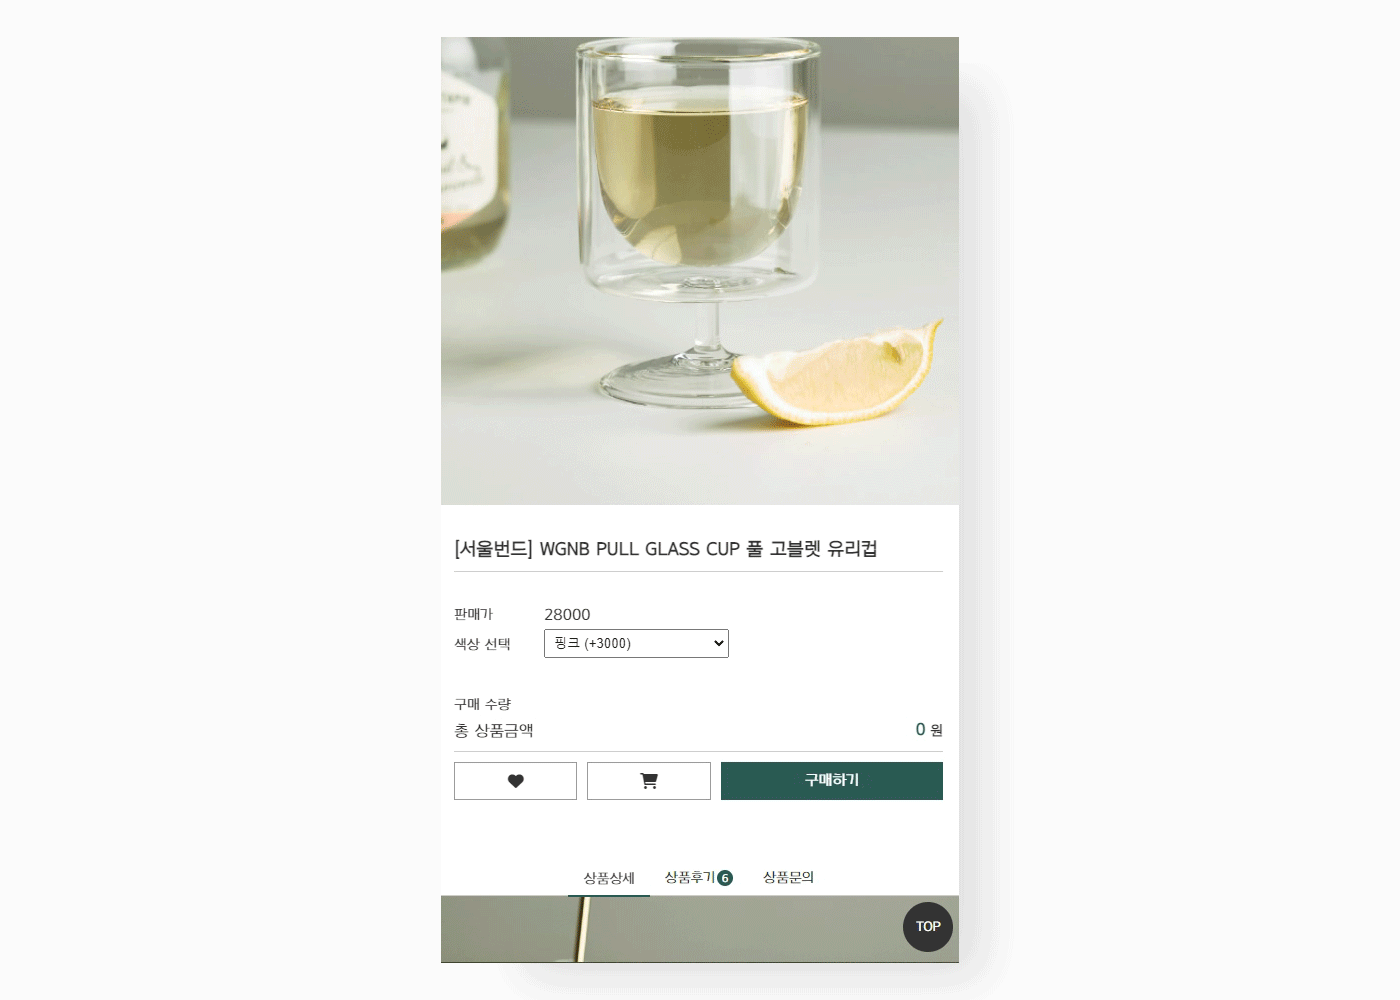 [서울번드] WGNB PULL GLASS CUP 풀 고블렛 유리컵
판매가 28000
색상 선택 핑크 (+3000)
구매 수량
총 상품금액 0 원
구매하기
상품상세 상품후기 6 상품문의
TOP